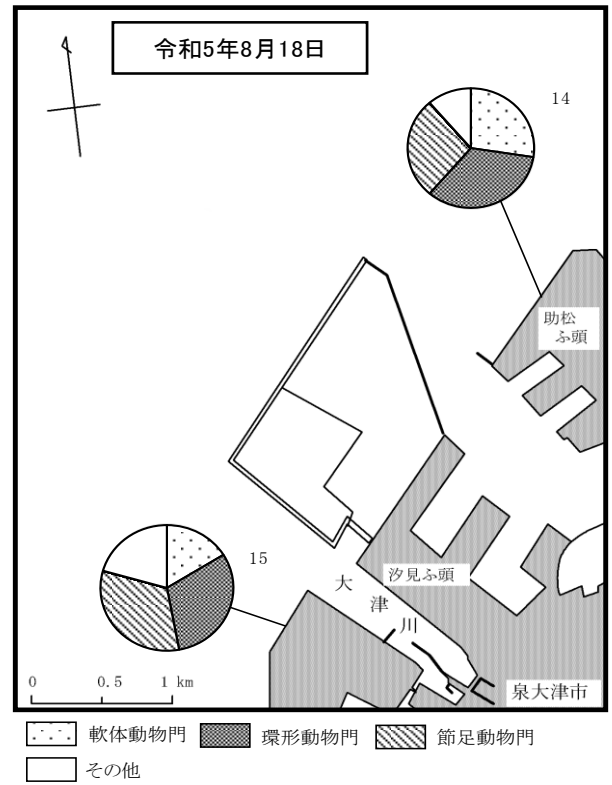 令和5年8月18日
14
助松
ふ頭
15
汐見ふ頭
大
津
川
0 0.5 1 km
泉大津市
軟体動物門 環形動物門 節足動物門
その他